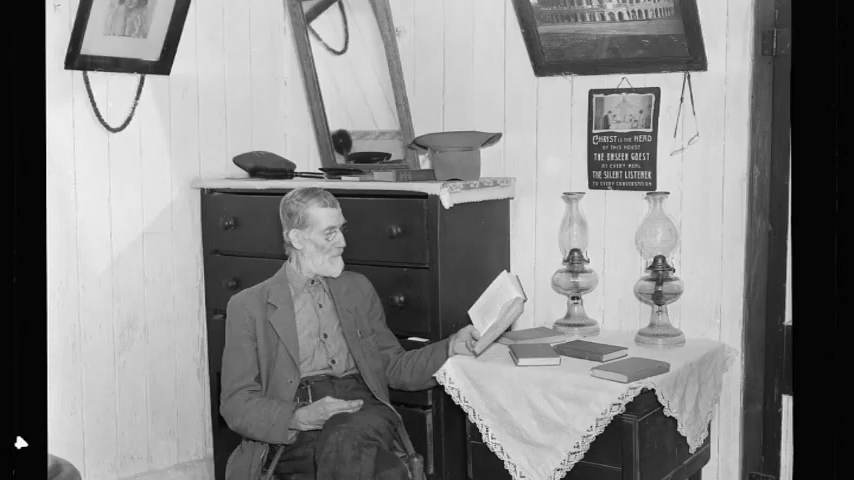 CHRIST IS THE HEAD
OF THIS HOUSE
THE UNSEEN GUEST
AT EVERY MEAL
THE SILENT LISTENER
TO EVERY CONVERSATION